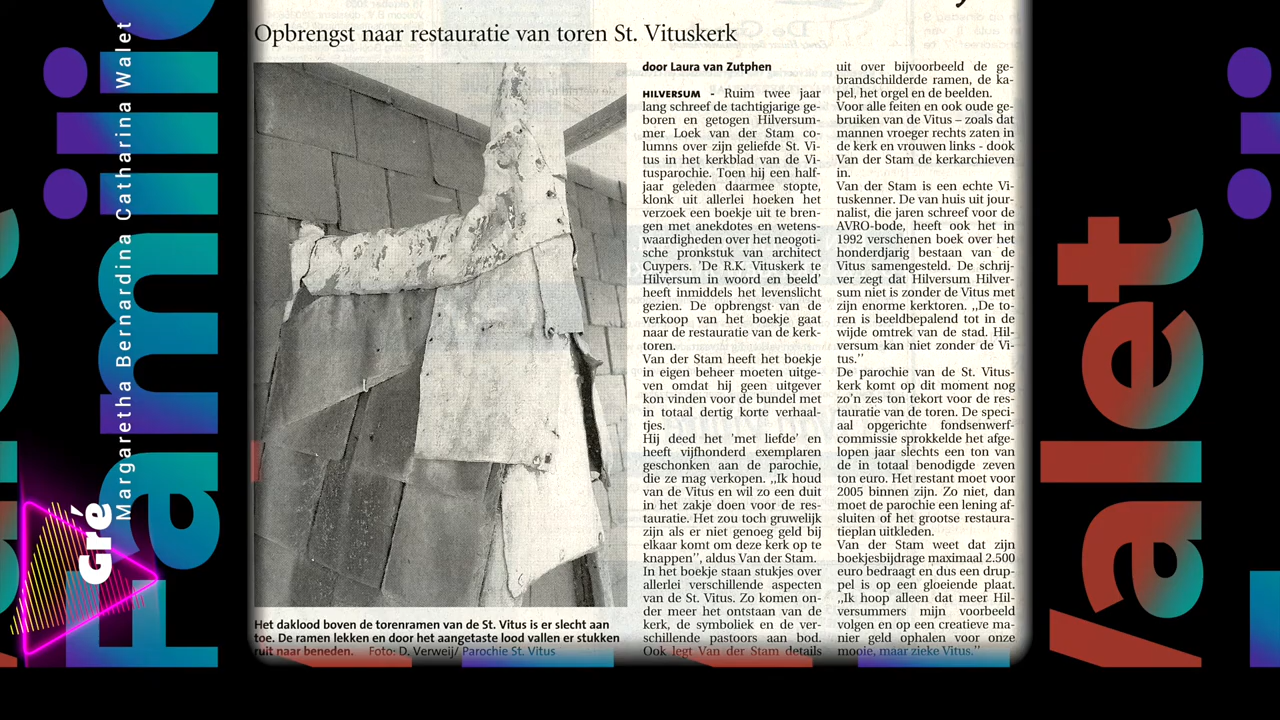 Opbrengst naar restauratie van toren St. Vituskerk
door Laura van Zutphen
HILVERSUM - Ruim twee jaar
lang schreef de tachtigjarige ge-
boren en getogen Hilversum-
mer Loek van der Stam co-
lumns over zijn geliefde St. Vi-
tus in het kerkblad van de Vi-
tusparochie. Toen hij een half-
jaar geleden daarmee stopte,
klonk uit allerlei hoeken het
verzoek een boekje uit te bren-
gen met anekdotes en wetens-
waardigheden over het neogoti-
sche pronkstuk van architect
Cuypers. 'De R.K. Vituskerk te
Hilversum in woord en beeld'
heeft inmiddels het levenslicht
gezien. De opbrengst van de
verkoop van het boekje gaat
naar de restauratie van de kerk-
toren.
Van der Stam heeft het boekje
in eigen beheer moeten uitge-
ven omdat hij geen uitgever
kon vinden voor de bundel met
in totaal dertig korte verhaal-
tjes.
Hij deed het 'met liefde' en
heeft vijfhonderd exemplaren
geschonken aan de parochie,
die ze mag verkopen. ,,Ik houd
van de Vitus en wil zo een duit
in het zakje doen voor de res-
tauratie. Het zou toch gruwelijk
zijn als er niet genoeg geld bij
elkaar komt om deze kerk op te
knappen'', aldus Van der Stam.
In het boekje staan stukjes over
allerlei verschillende aspecten
van de St. Vitus. Zo komen on-
der meer het ontstaan van de
kerk, de symboliek en de ver-
schillende pastoors aan bod.
Ook legt Van der Stam details
uit over bijvoorbeeld de ge-
brandschilderde ramen, de ka-
pel, het orgel en de beelden.
Voor alle feiten en ook oude ge-
bruiken van de Vitus – zoals dat
mannen vroeger rechts zaten in
de kerk en vrouwen links - dook
Van der Stam de kerkarchieven
in.
Van der Stam is een echte Vi-
tuskenner. De van huis uit jour-
nalist, die jaren schreef voor de
AVRO-bode, heeft ook het in
1992 verschenen boek over het
honderdjarig bestaan van de
Vitus samengesteld. De schrij-
ver zegt dat Hilversum Hilver-
sum niet is zonder de Vitus met
zijn enorme kerktoren. ,,De to-
ren is beeldbepalend tot in de
wijde omtrek van de stad. Hil-
versum kan niet zonder de Vi-
tus.''
De parochie van de St. Vitus-
kerk komt op dit moment nog
zo'n zes ton tekort voor de res-
tauratie van de toren. De speci-
aal opgerichte fondsenwerf-
commissie sprokkelde het afge-
lopen jaar slechts een ton van
de in totaal benodigde zeven
ton euro. Het restant moet voor
2005 binnen zijn. Zo niet, dan
moet de parochie een lening af-
sluiten of het grootse restaura-
tieplan uitkleden.
Van der Stam weet dat zijn
boekjesbijdrage maximaal 2.500
euro bedraagt en dus een drup-
pel is op een gloeiende plaat.
,,Ik hoop alleen dat meer Hil-
versummers mijn voorbeeld
volgen en op een creatieve ma-
nier geld ophalen voor onze
mooie, maar zieke Vitus.''
Het daklood boven de torenramen van de St. Vitus is er slecht aan
toe. De ramen lekken en door het aangetaste lood vallen er stukken
ruit naar beneden. Foto: D. Verweij/ Parochie St. Vitus
Gré
Margaretha Bernardina Catharina Walet
Familie
Walet